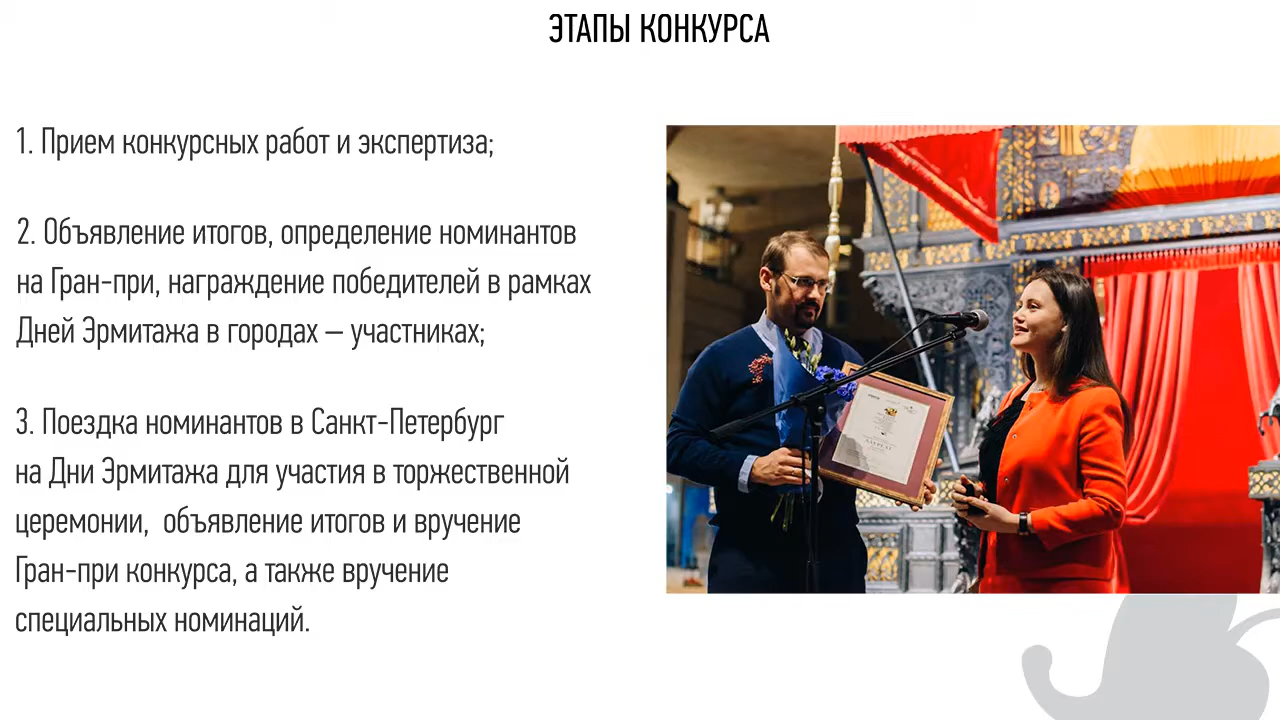 ЭТАПЫ КОНКУРСА
1. Прием конкурсных работ и экспертиза;
2. Объявление итогов, определение номинантов
на Гран-при, награждение победителей в рамках
Дней Эрмитажа в городах – участниках;
3. Поездка номинантов в Санкт-Петербург
на Дни Эрмитажа для участия в торжественной
церемонии, объявление итогов и вручение
Гран-при конкурса, а также вручение
специальных номинаций.